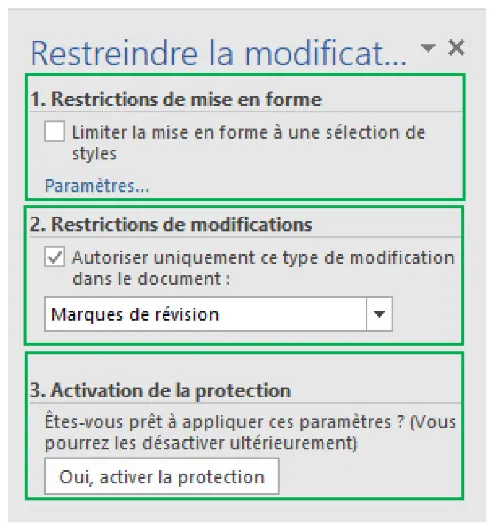 Restreindre la modificat...
1. Restrictions de mise en forme
Limiter la mise en forme à une sélection de
styles
Paramètres...
2. Restrictions de modifications
Autoriser uniquement ce type de modification
dans le document :
Marques de révision
3. Activation de la protection
Êtes-vous prêt à appliquer ces paramètres ? (Vous
pourrez les désactiver ultérieurement)
Oui, activer la protection